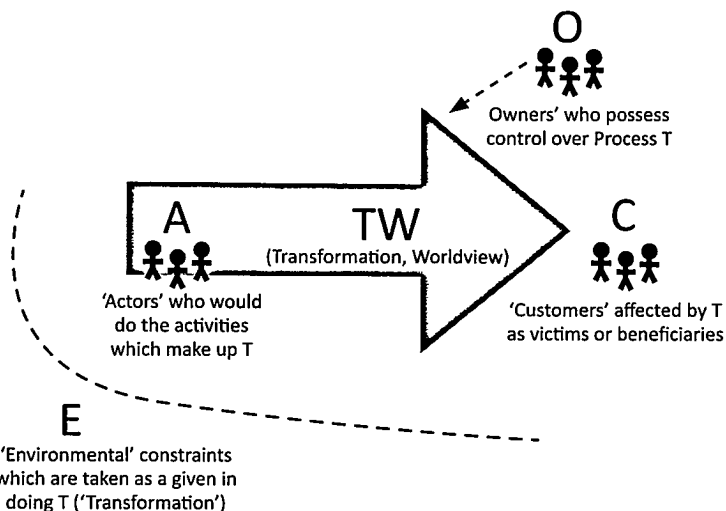 O
Owners' who possess
control over Process T
A
TW
(Transformation, Worldview)
C
'Actors' who would
do the activities
which make up T
'Customers' affected by T
as victims or beneficiaries
E
'Environmental' constraints
which are taken as a given in
doing T ('Transformation')